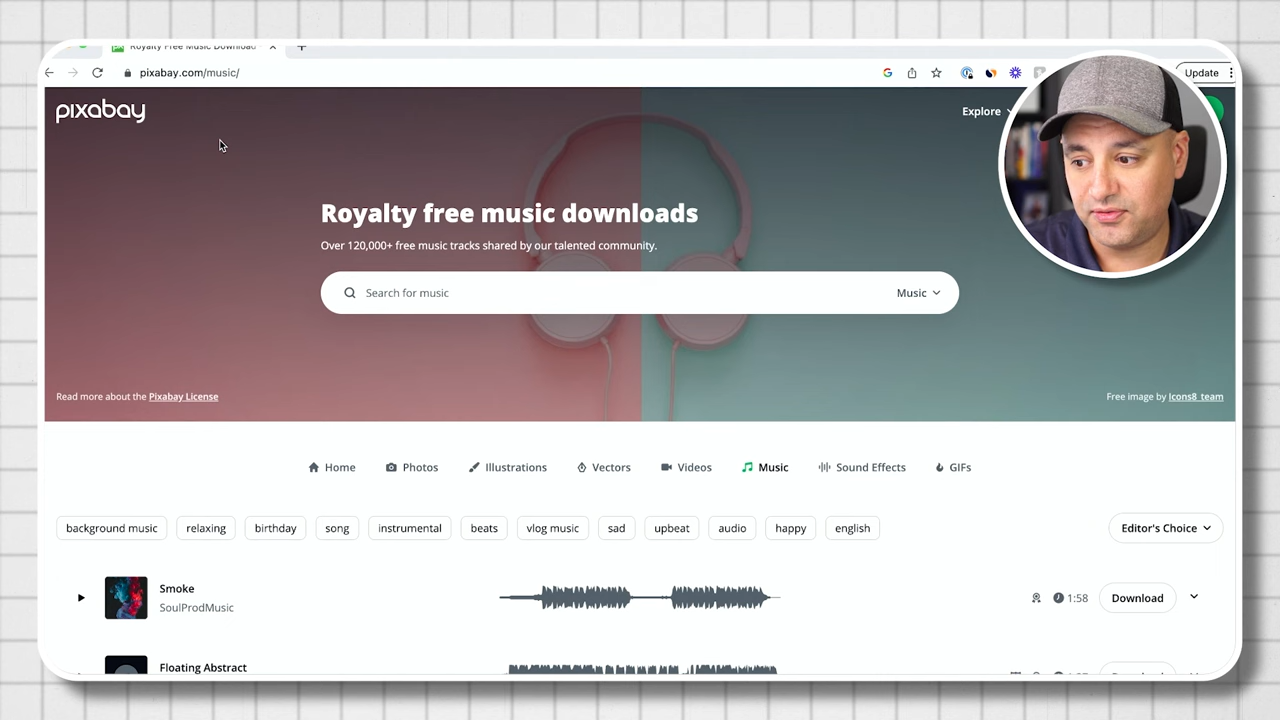 Royalty Free Music Download
pixabay.com/music/
Update
pixabay
Explore
Royalty free music downloads
Over 120,000+ free music tracks shared by our talented community.
Search for music
Music
Read more about the Pixabay License
Free image by Icons8_team
Home
Photos
Illustrations
Vectors
Videos
Music
Sound Effects
GIFs
background music
relaxing
birthday
song
instrumental
beats
vlog music
sad
upbeat
audio
happy
english
Editor's Choice
Smoke
SoulProdMusic
1:58
Download
Floating Abstract